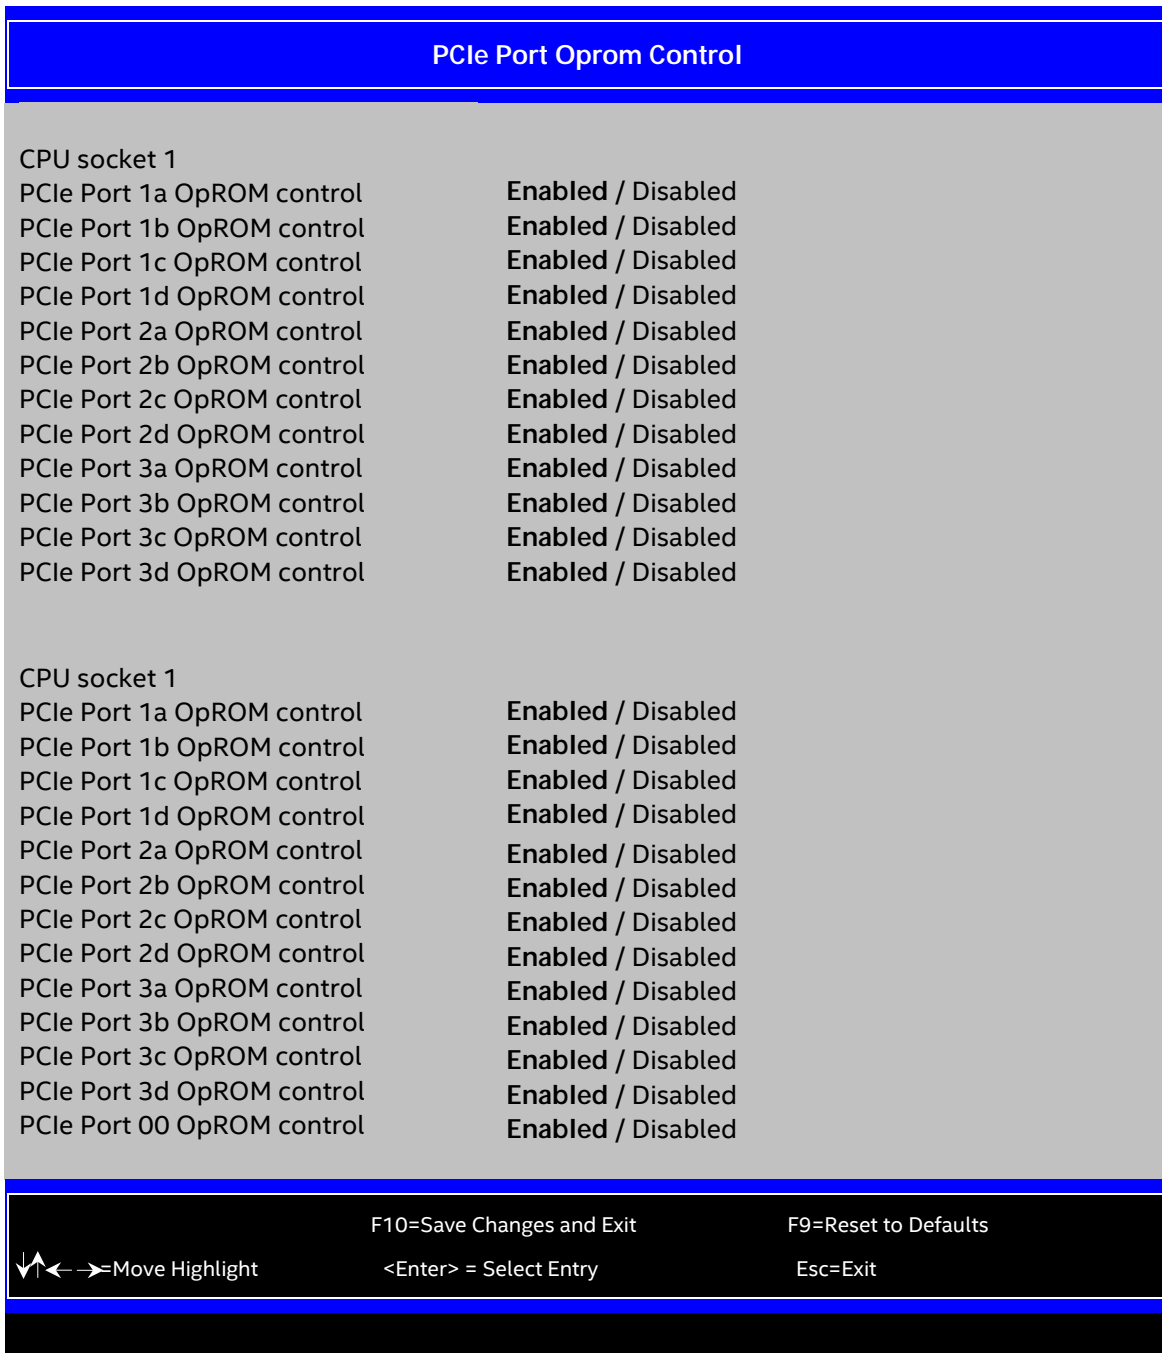 PCIe Port Oprom Control
CPU socket 1
PCIe Port 1a OpROM control Enabled / Disabled
PCIe Port 1b OpROM control Enabled / Disabled
PCIe Port 1c OpROM control Enabled / Disabled
PCIe Port 1d OpROM control Enabled / Disabled
PCIe Port 2a OpROM control Enabled / Disabled
PCIe Port 2b OpROM control Enabled / Disabled
PCIe Port 2c OpROM control Enabled / Disabled
PCIe Port 2d OpROM control Enabled / Disabled
PCIe Port 3a OpROM control Enabled / Disabled
PCIe Port 3b OpROM control Enabled / Disabled
PCIe Port 3c OpROM control Enabled / Disabled
PCIe Port 3d OpROM control Enabled / Disabled
CPU socket 1
PCIe Port 1a OpROM control Enabled / Disabled
PCIe Port 1b OpROM control Enabled / Disabled
PCIe Port 1c OpROM control Enabled / Disabled
PCIe Port 1d OpROM control Enabled / Disabled
PCIe Port 2a OpROM control Enabled / Disabled
PCIe Port 2b OpROM control Enabled / Disabled
PCIe Port 2c OpROM control Enabled / Disabled
PCIe Port 2d OpROM control Enabled / Disabled
PCIe Port 3a OpROM control Enabled / Disabled
PCIe Port 3b OpROM control Enabled / Disabled
PCIe Port 3c OpROM control Enabled / Disabled
PCIe Port 3d OpROM control Enabled / Disabled
PCIe Port 00 OpROM control Enabled / Disabled
F10=Save Changes and Exit F9=Reset to Defaults
↓↑←→=Move Highlight <Enter> = Select Entry Esc=Exit